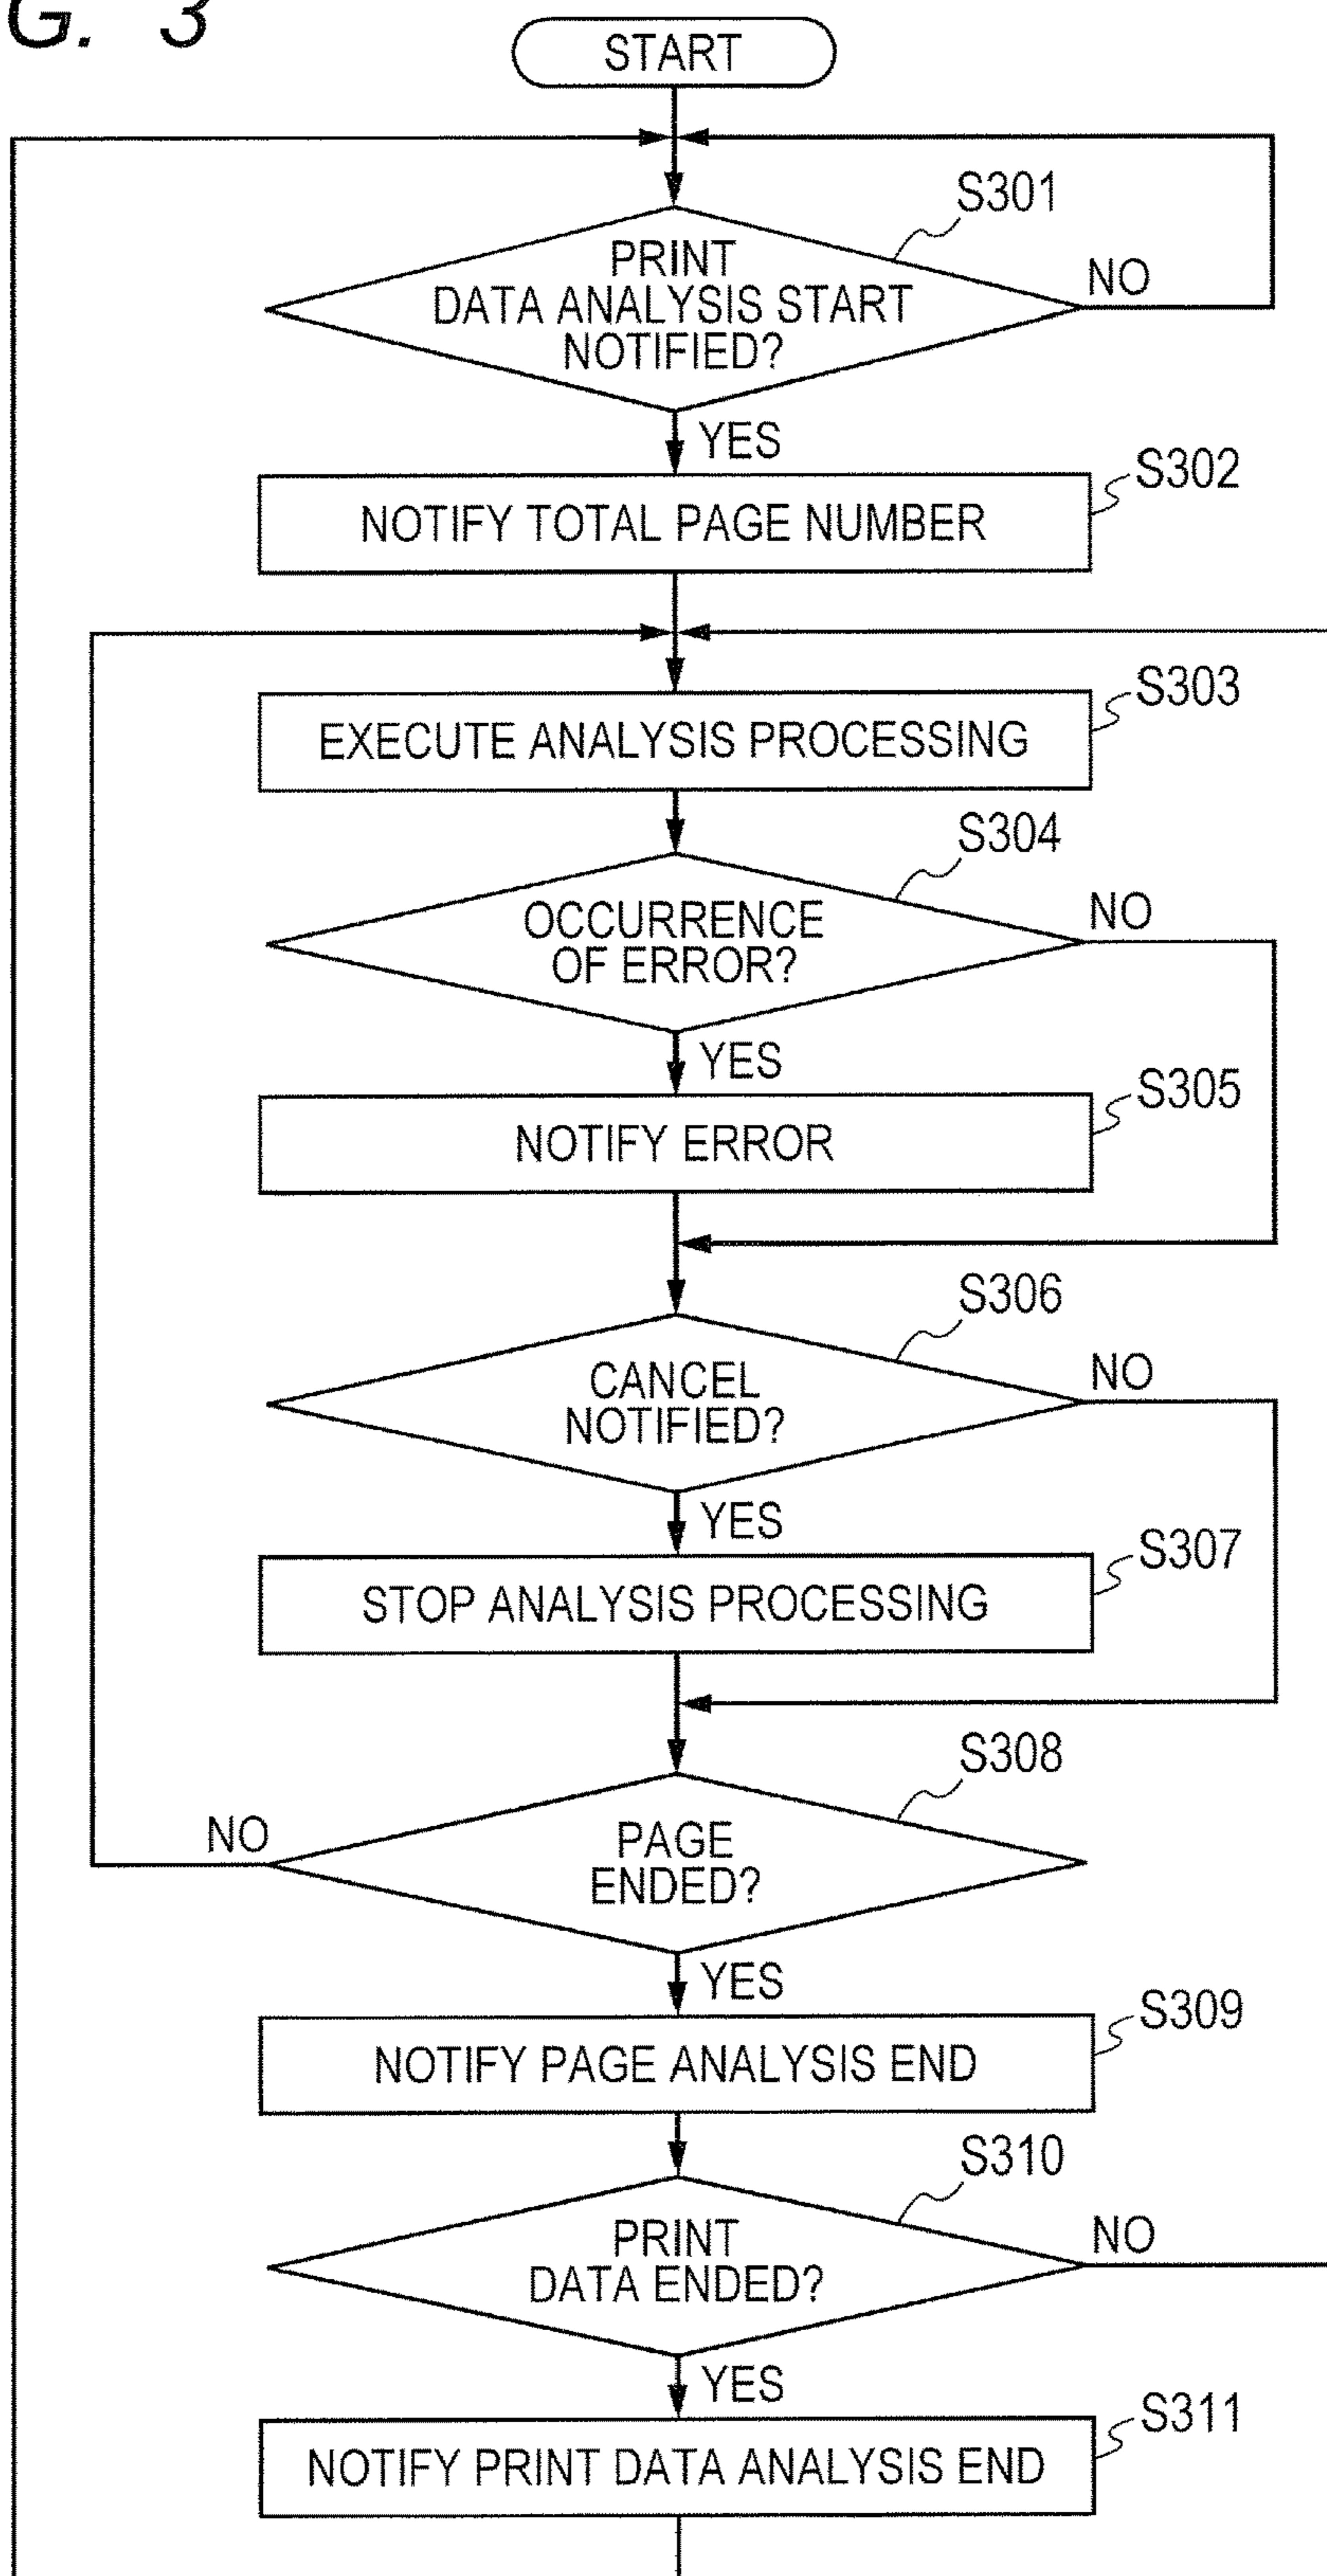 G. 3
START
S301
PRINT
DATA ANALYSIS START
NOTIFIED?
NO
YES
S302
NOTIFY TOTAL PAGE NUMBER
S303
EXECUTE ANALYSIS PROCESSING
S304
OCCURRENCE
OF ERROR?
NO
YES
S305
NOTIFY ERROR
S306
CANCEL
NOTIFIED?
NO
YES
S307
STOP ANALYSIS PROCESSING
S308
NO
PAGE
ENDED?
YES
S309
NOTIFY PAGE ANALYSIS END
S310
PRINT
DATA ENDED?
NO
YES
S311
NOTIFY PRINT DATA ANALYSIS END